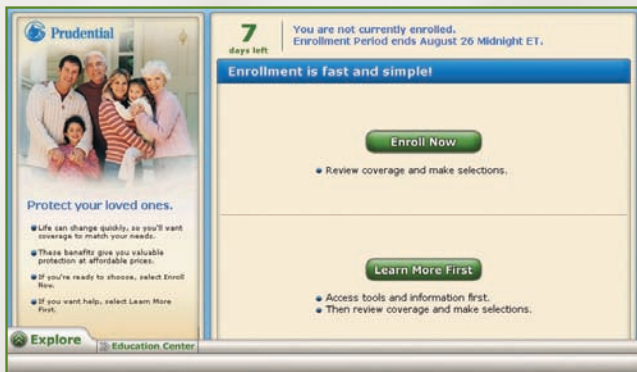 Prudential
Protect your loved ones.
Life can change quickly, so you'll want
coverage to match your needs.
These benefits give you valuable
protection at affordable prices.
If you're ready to choose, select Enroll
Now.
If you want help, select Learn More
First.
Explore
Education Center
7
days left
You are not currently enrolled.
Enrollment Period ends August 26 Midnight ET.
Enrollment is fast and simple!
Enroll Now
Review coverage and make selections.
Learn More First
Access tools and information first.
Then review coverage and make selections.